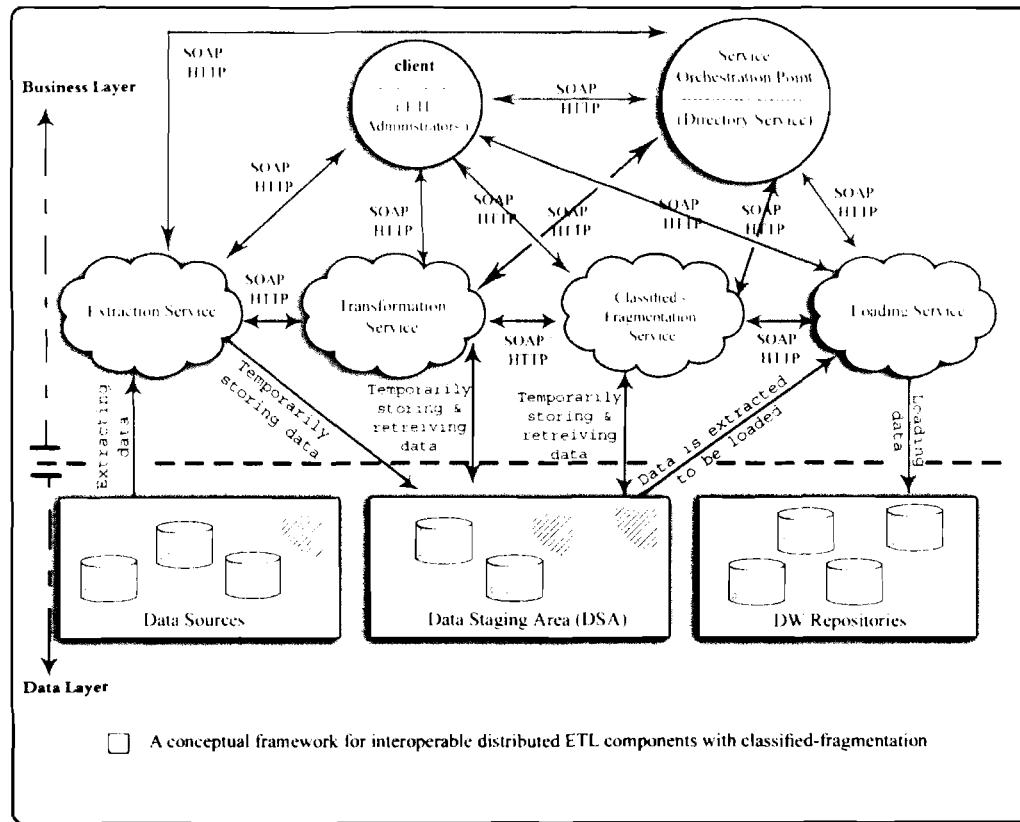 SOAP
HTTP
client
( ETL
Administrators )
SOAP
HTTP
Service
Orchestration Point
(Directory Service)
Business Layer
SOAP
HTTP
SOAP
HTTP
SOAP
HTTP
SOAP
HTTP
SOAP
HTTP
SOAP
HTTP
SOAP
HTTP
Extraction Service
SOAP
HTTP
Transformation
Service
SOAP
HTTP
Classified-
Fragmentation
Service
SOAP
HTTP
Loading Service
Extracting
data
Temporarily
storing data
Temporarily
storing &
retreiving
data
Temporarily
storing &
retreiving data
Data is extracted
to be loaded
Loading
data
Data Sources
Data Staging Area (DSA)
DW Repositories
Data Layer
A conceptual framework for interoperable distributed ETL components with classified-fragmentation